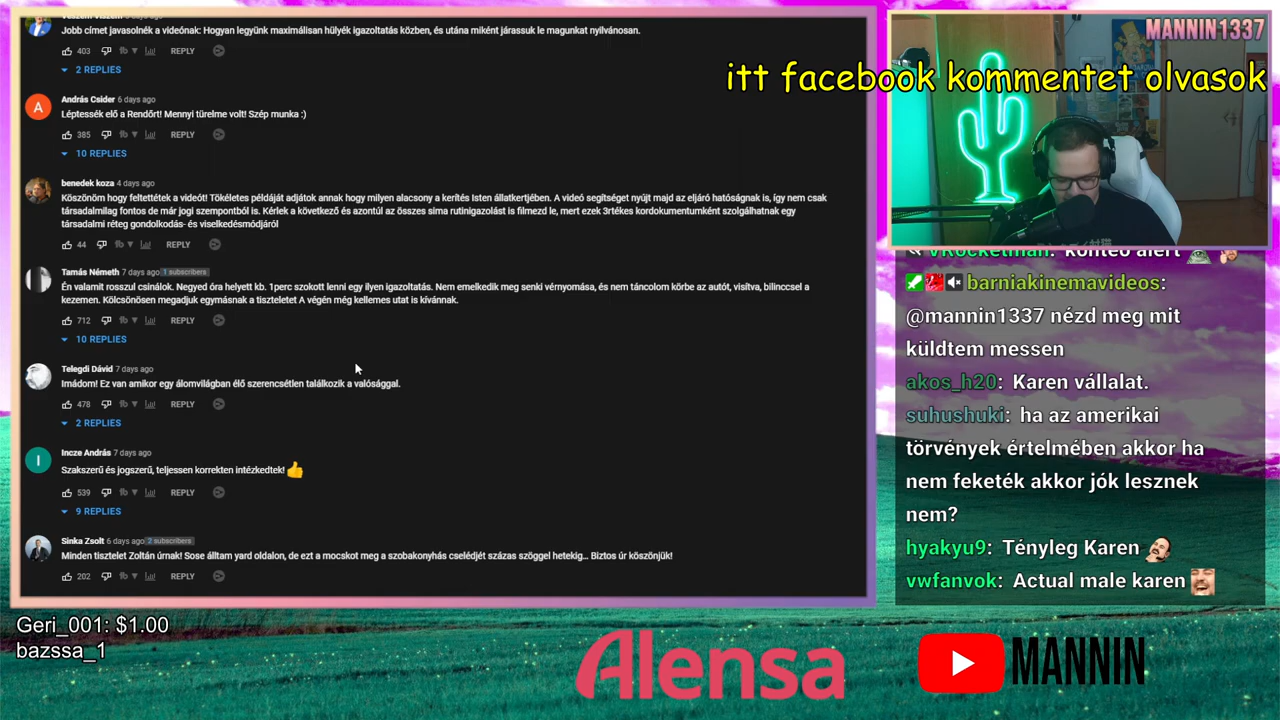 6 days ago
Jobb címet javasolnék a videónak: Hogyan legyünk maximálisan hülyék igazoltatás közben, és utána miként járassuk le magunkat nyilvánosan.
403 REPLY
2 REPLIES
András Csider 6 days ago
Léptessék elő a Rendőrt! Mennyi türelme volt! Szép munka :)
385 REPLY
10 REPLIES
benedek koza 4 days ago
Köszönöm hogy feltettétek a videót! Tökéletes példáját adjátok annak hogy milyen alacsony a kerítés Isten állatkertjében. A videó segítséget nyújt majd az eljáró hatóságnak is, így nem csak
társadalmilag fontos de már jogi szempontból is. Kérlek a következő és azontúl az összes sima rutinigazolást is filmezd le, mert ezek 3rtékes kordokumentumként szolgálhatnak egy
társadalmi réteg gondolkodás- és viselkedésmódjáról
44 REPLY
Tamás Németh 7 days ago 1 subscribers
Én valamit rosszul csinálok. Negyed óra helyett kb. 1perc szokott lenni egy ilyen igazoltatás. Nem emelkedik meg senki vérnyomása, és nem táncolom körbe az autót, visítva, bilinccsel a
kezemen. Kölcsönösen megadjuk egymásnak a tiszteletet A végén még kellemes utat is kívánnak.
712 REPLY
10 REPLIES
Telegdi Dávid 7 days ago
Imádom! Ez van amikor egy álomvilágban élő szerencsétlen találkozik a valósággal.
478 REPLY
2 REPLIES
I
Incze András 7 days ago
Szakszerű és jogszerű, teljessen korrekten intézkedtek!
539 REPLY
9 REPLIES
Sinka Zsolt 6 days ago 2 subscribers
Minden tisztelet Zoltán úrnak! Sose álltam yard oldalon, de ezt a mocskot meg a szobakonyhás cselédjét százas szöggel hetekig... Biztos úr köszönjük!
202 REPLY
MANNIN1337
itt facebook kommentet olvasok
vRocketman: konteo alert
barniakinemavideos:
@mannin1337 nézd meg mit
küldtem messen
akos_h20: Karen vállalat.
suhushuki: ha az amerikai
törvények értelmében akkor ha
nem feketék akkor jók lesznek
nem?
hyakyu9: Tényleg Karen
vwfanvok: Actual male karen
Geri_001: $1.00
bazssa_1
Alensa
MANNIN